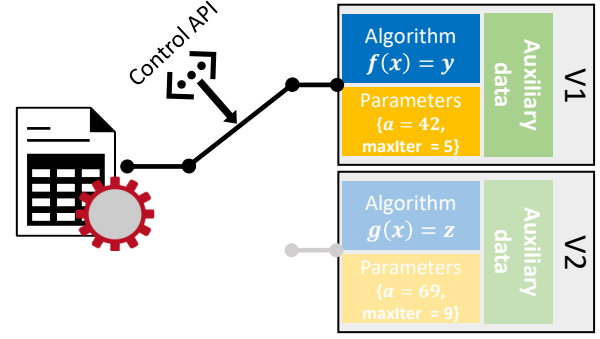 Control API
Algorithm
f(x) = y
Parameters
{a = 42,
maxIter = 5}
Auxiliary
data
V1
Algorithm
g(x) = z
Parameters
{a = 69,
maxIter = 9}
Auxiliary
data
V2